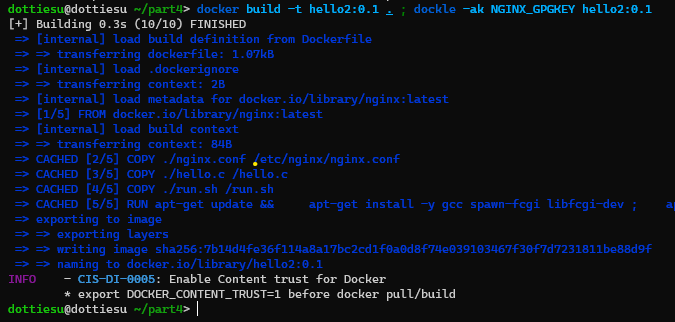 dottiesu@dottiesu ~/part4> docker build -t hello2:0.1 . ; dockle -ak NGINX_GPGKEY hello2:0.1
[+] Building 0.3s (10/10) FINISHED
=> [internal] load build definition from Dockerfile
=> => transferring dockerfile: 1.07kB
=> [internal] load .dockerignore
=> => transferring context: 2B
=> [internal] load metadata for docker.io/library/nginx:latest
=> [1/5] FROM docker.io/library/nginx:latest
=> [internal] load build context
=> => transferring context: 84B
=> CACHED [2/5] COPY ./nginx.conf /etc/nginx/nginx.conf
=> CACHED [3/5] COPY ./hello.c /hello.c
=> CACHED [4/5] COPY ./run.sh /run.sh
=> CACHED [5/5] RUN apt-get update && apt-get install -y gcc spawn-fcgi libfcgi-dev ; a
=> exporting to image
=> => exporting layers
=> => writing image sha256:7b14d4fe36f114a8a17bc2cd1f0a0d8f74e039103467f30f7d7231811be88d9f
=> => naming to docker.io/library/hello2:0.1
INFO - CIS-DI-0005: Enable Content trust for Docker
* export DOCKER_CONTENT_TRUST=1 before docker pull/build
dottiesu@dottiesu ~/part4>